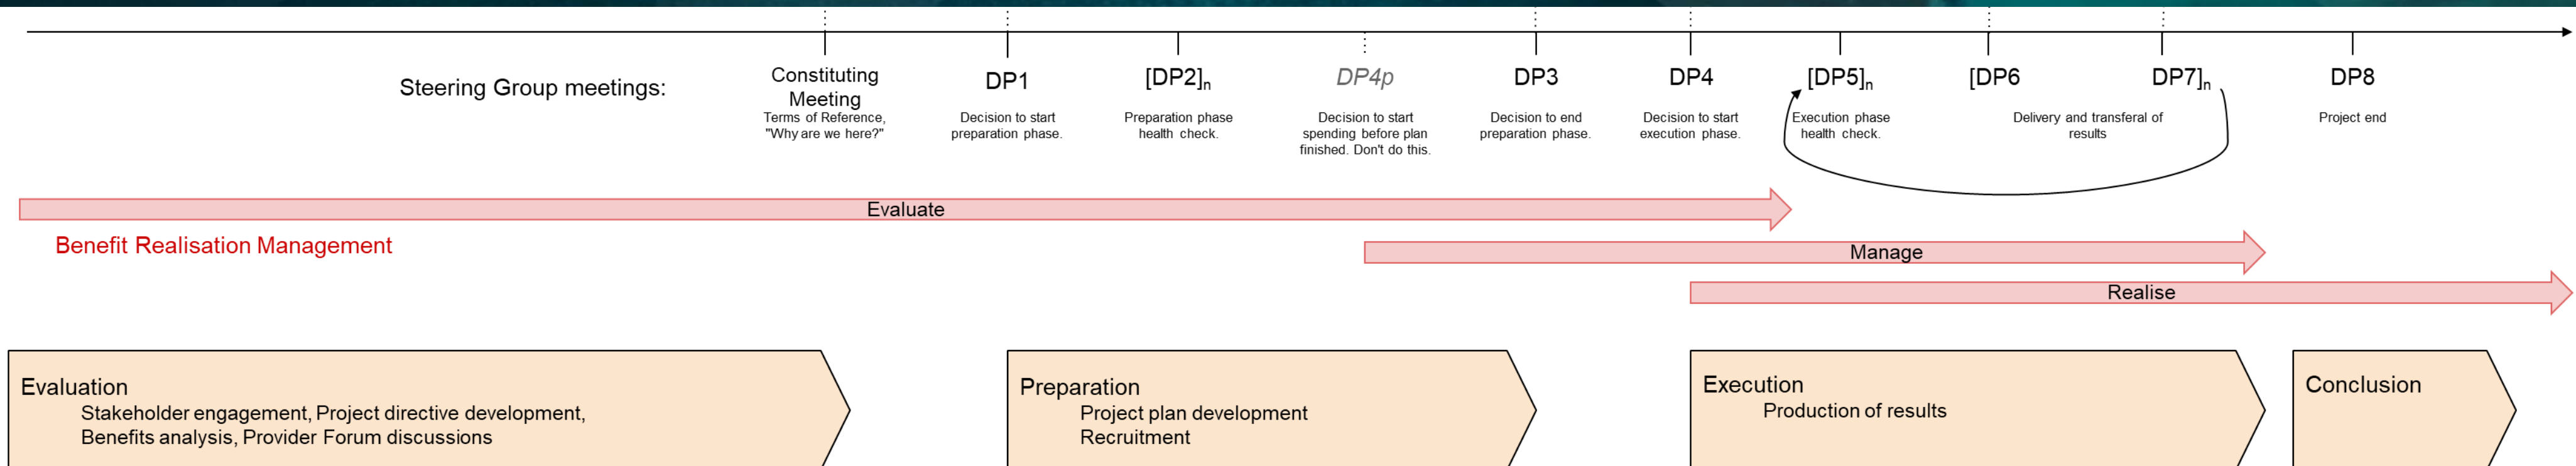 Steering Group meetings:
Constituting
Meeting
Terms of Reference,
"Why are we here?"
DP1
Decision to start
preparation phase.
[DP2]n
Preparation phase
health check.
DP4p
Decision to start
spending before plan
finished. Don't do this.
DP3
Decision to end
preparation phase.
DP4
Decision to start
execution phase.
[DP5]n
Execution phase
health check.
[DP6
DP7]n
Delivery and transferal of
results
DP8
Project end
Evaluate
Benefit Realisation Management
Manage
Realise
Evaluation
Stakeholder engagement, Project directive development,
Benefits analysis, Provider Forum discussions
Preparation
Project plan development
Recruitment
Execution
Production of results
Conclusion